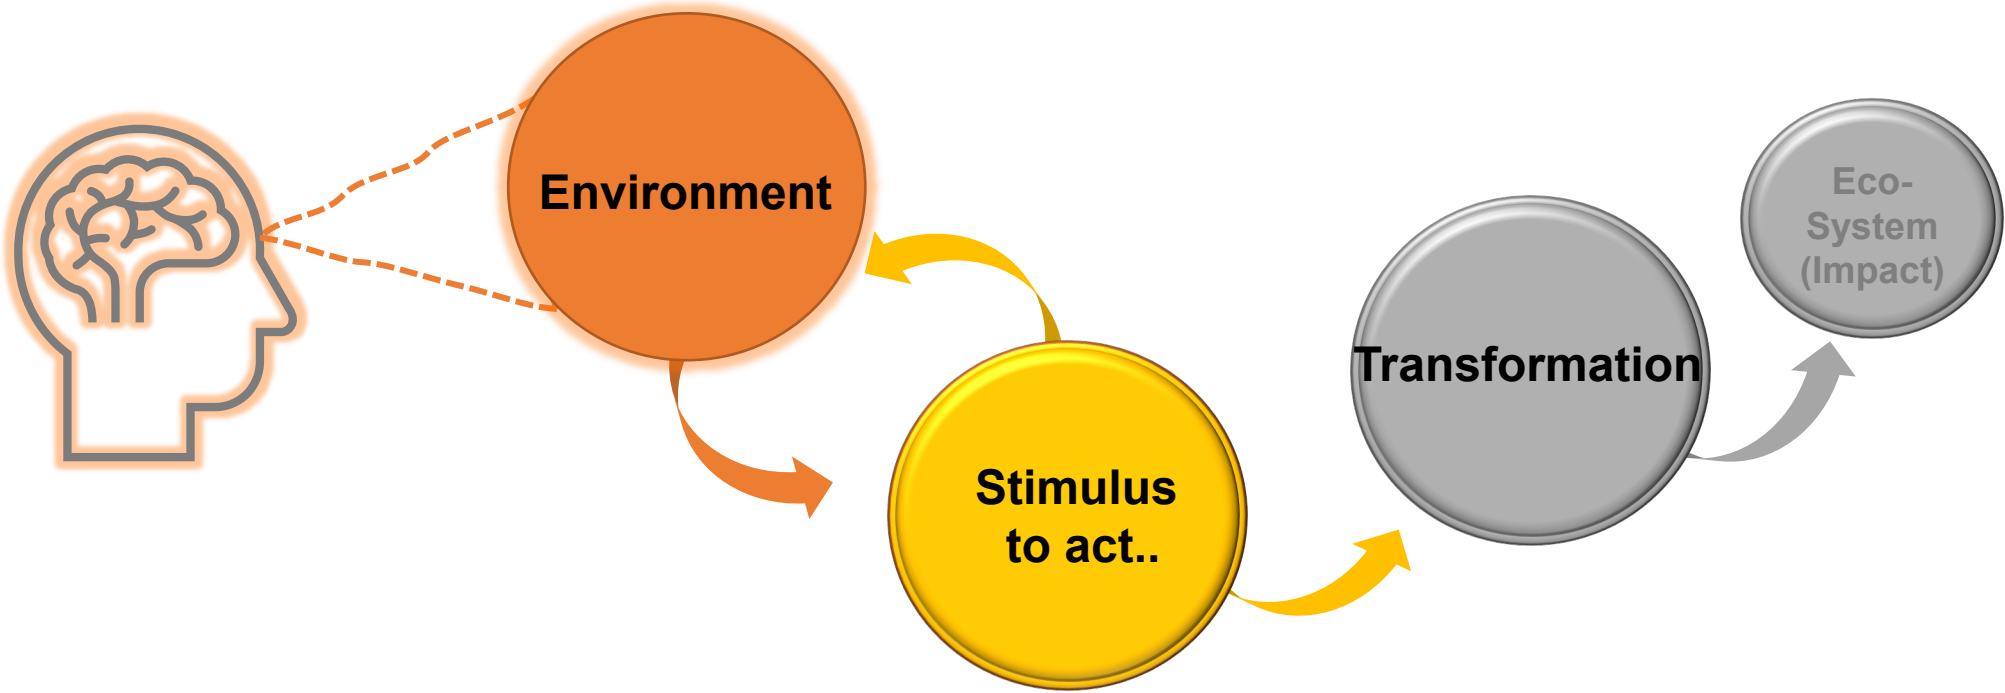 Environment
Stimulus
to act..
Transformation
Eco-
System
(Impact)